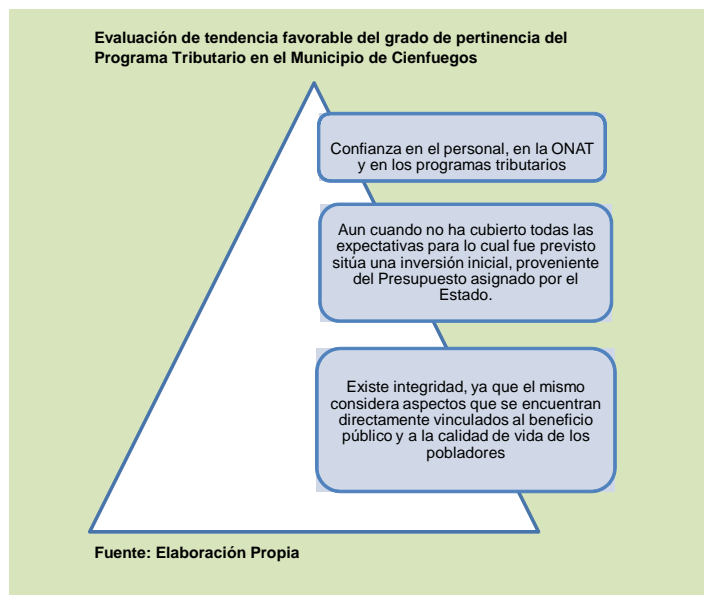 Evaluación de tendencia favorable del grado de pertinencia del
Programa Tributario en el Municipio de Cienfuegos
Confianza en el personal, en la ONAT
y en los programas tributarios
Aun cuando no ha cubierto todas las
expectativas para lo cual fue previsto
sitúa una inversión inicial, proveniente
del Presupuesto asignado por el
Estado.
Existe integridad, ya que el mismo
considera aspectos que se encuentran
directamente vinculados al beneficio
público y a la calidad de vida de los
pobladores
Fuente: Elaboración Propia